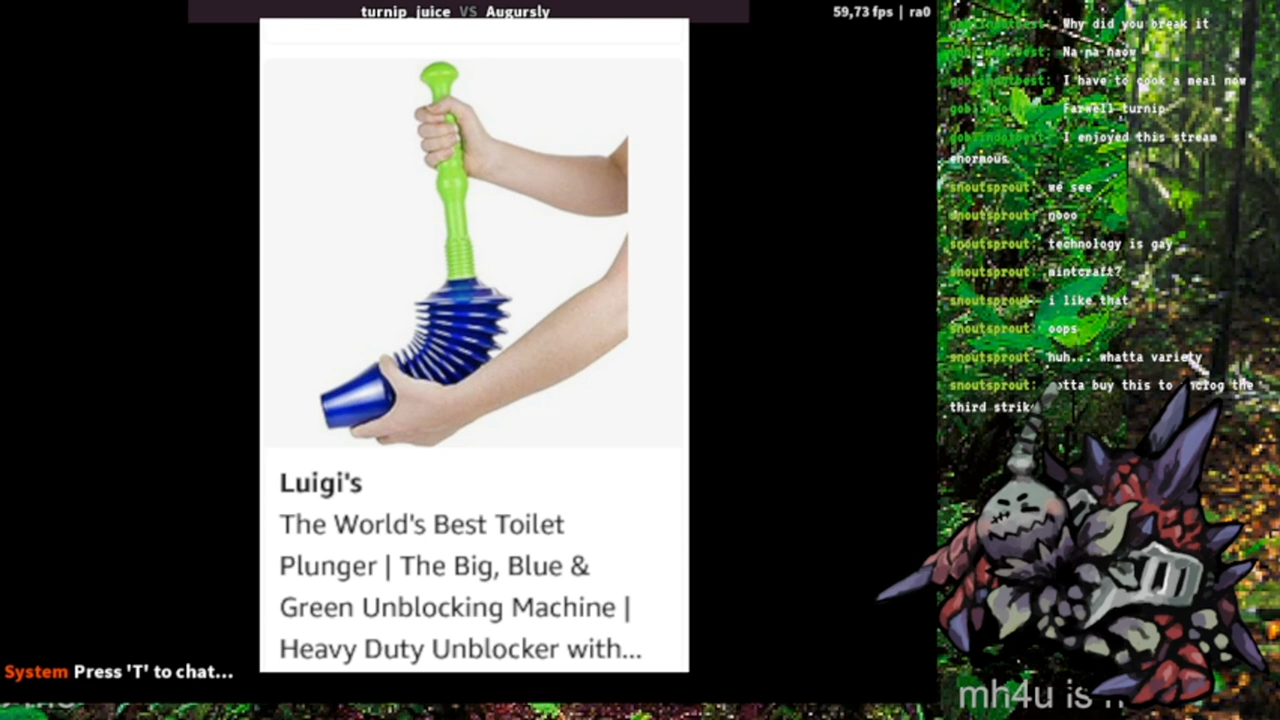 turnip_juice VS Augursly
59,73 fps | ra0
Luigi's
The World's Best Toilet
Plunger | The Big, Blue &
Green Unblocking Machine |
Heavy Duty Unblocker with...
System Press 'T' to chat...
Why did you break it
Na na naow
I have to cook a meal now
Farwell turnip
I enjoyed this stream
enormous
snoutsprout: we see
snoutsprout: nboo
snoutsprout: technology is gay
snoutsprout: mintcraft?
snoutsprout: i like that
snoutsprout: oops
snoutsprout: huh... whatta variety
snoutsprout: otta buy this to the
third strik
mh4u is